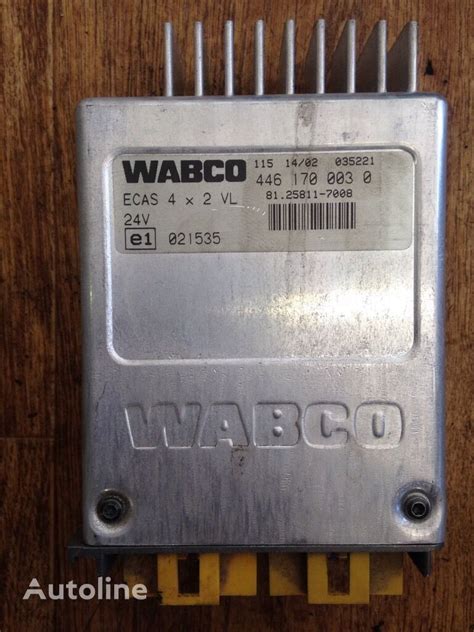 WABCO 115 14/02 035221
446 170 003 0
ECAS 4 x 2 VL 81.25811-7008
24V
e1 021535
WABCO
Autoline